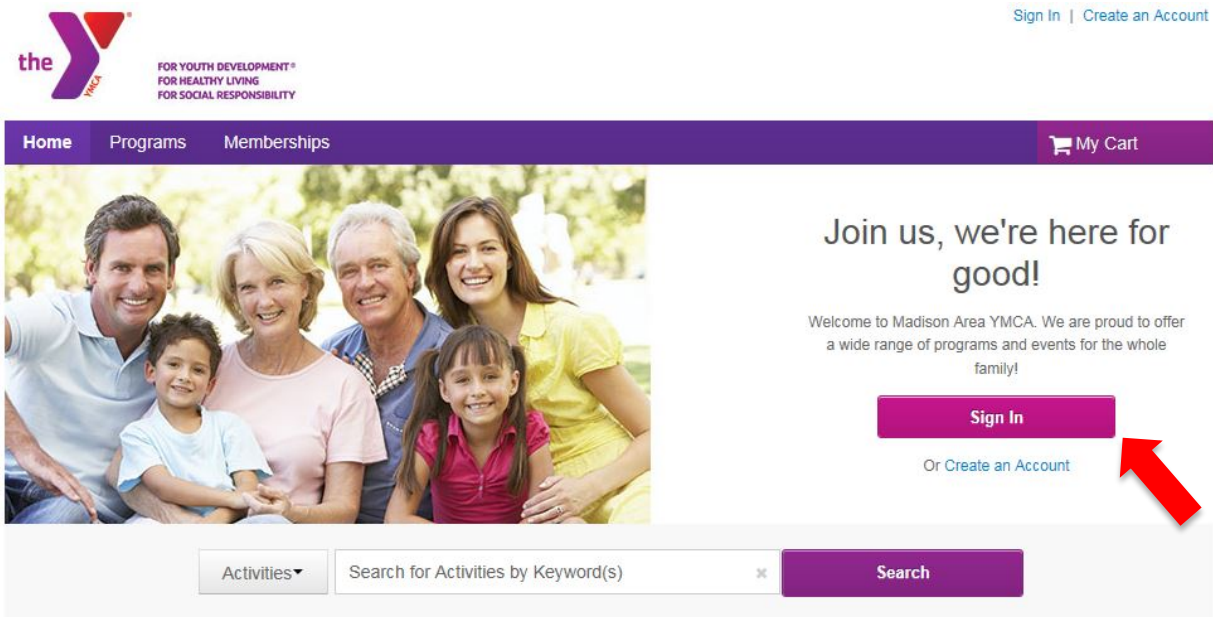 Sign In | Create an Account
the
YMCA
FOR YOUTH DEVELOPMENT®
FOR HEALTHY LIVING
FOR SOCIAL RESPONSIBILITY
Home Programs Memberships My Cart
Join us, we're here for
good!
Welcome to Madison Area YMCA. We are proud to offer
a wide range of programs and events for the whole
family!
Sign In
Or Create an Account
Activities Search for Activities by Keyword(s) Search